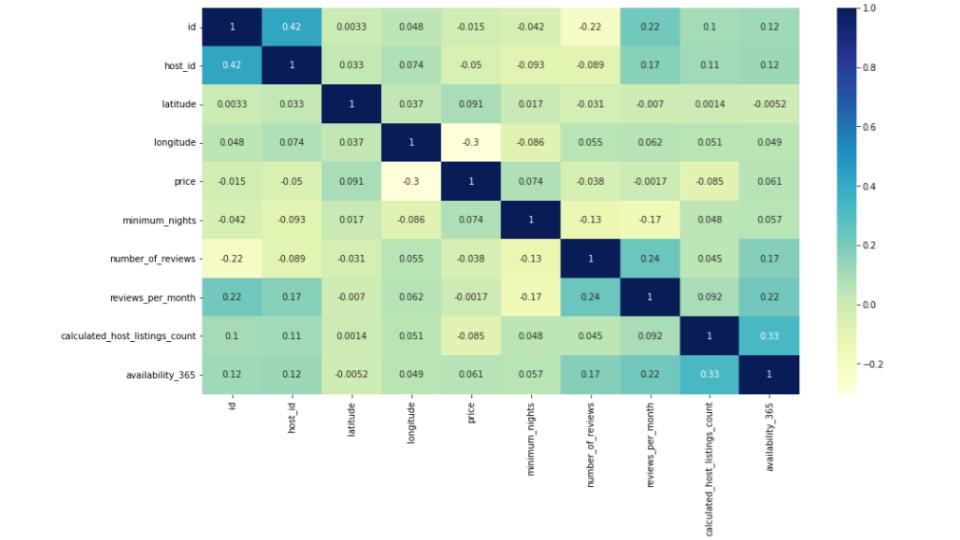 id 1 0.42 0.0033 0.048 -0.015 -0.042 -0.22 0.22 0.1 0.12
host_id 0.42 1 0.033 0.074 -0.05 -0.093 -0.089 0.17 0.11 0.12
latitude 0.0033 0.033 1 0.037 0.091 0.017 -0.031 -0.007 0.0014 -0.0052
longitude 0.048 0.074 0.037 1 -0.3 -0.086 0.055 0.062 0.051 0.049
price -0.015 -0.05 0.091 -0.3 1 0.074 -0.038 -0.0017 -0.085 0.061
minimum_nights -0.042 -0.093 0.017 -0.086 0.074 1 -0.13 -0.17 0.048 0.057
number_of_reviews -0.22 -0.089 -0.031 0.055 -0.038 -0.13 1 0.24 0.045 0.17
reviews_per_month 0.22 0.17 -0.007 0.062 -0.0017 -0.17 0.24 1 0.092 0.22
calculated_host_listings_count 0.1 0.11 0.0014 0.051 -0.085 0.048 0.045 0.092 1 0.33
availability_365 0.12 0.12 -0.0052 0.049 0.061 0.057 0.17 0.22 0.33 1
id
host_id
latitude
longitude
price
minimum_nights
number_of_reviews
reviews_per_month
calculated_host_listings_count
availability_365
1.0
0.8
0.6
0.4
0.2
0.0
−0.2